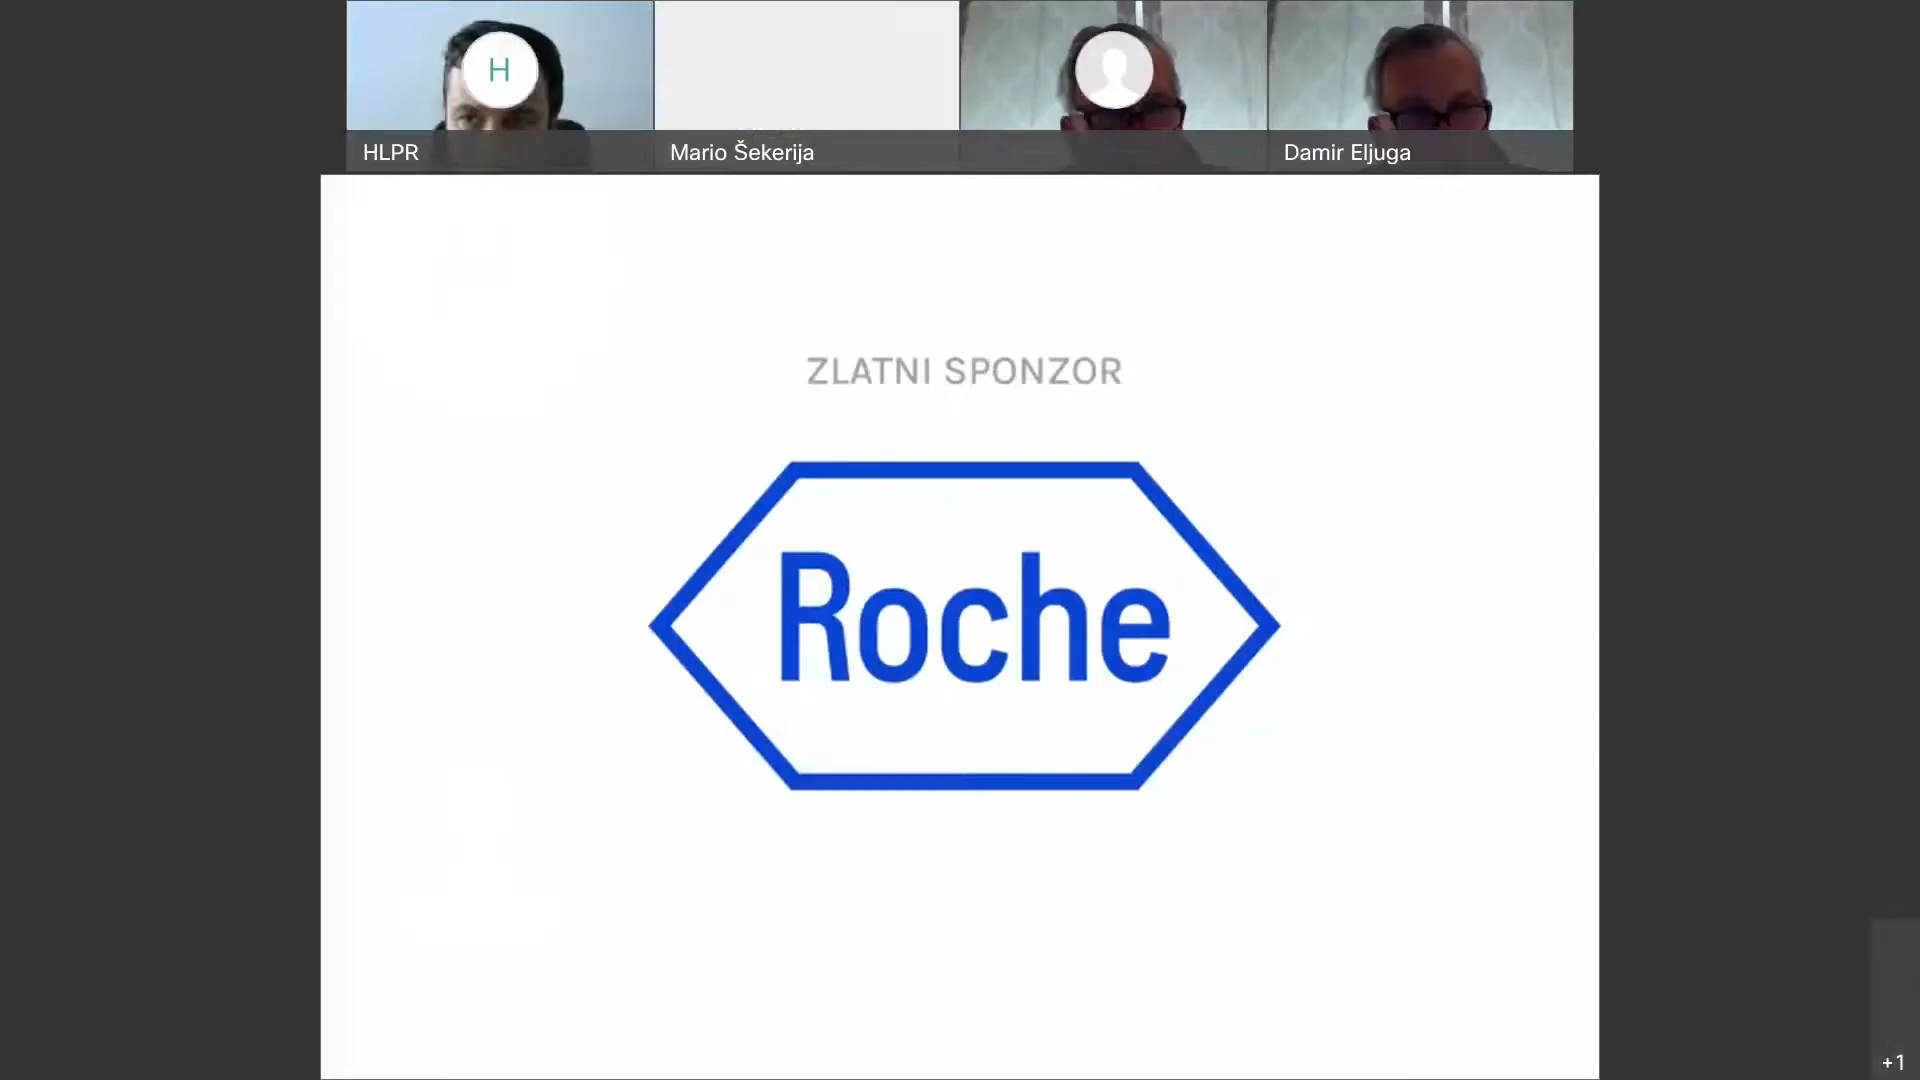 H
HLPR
Mario Šekerija
Damir Eljuga
ZLATNI SPONZOR
Roche
+1